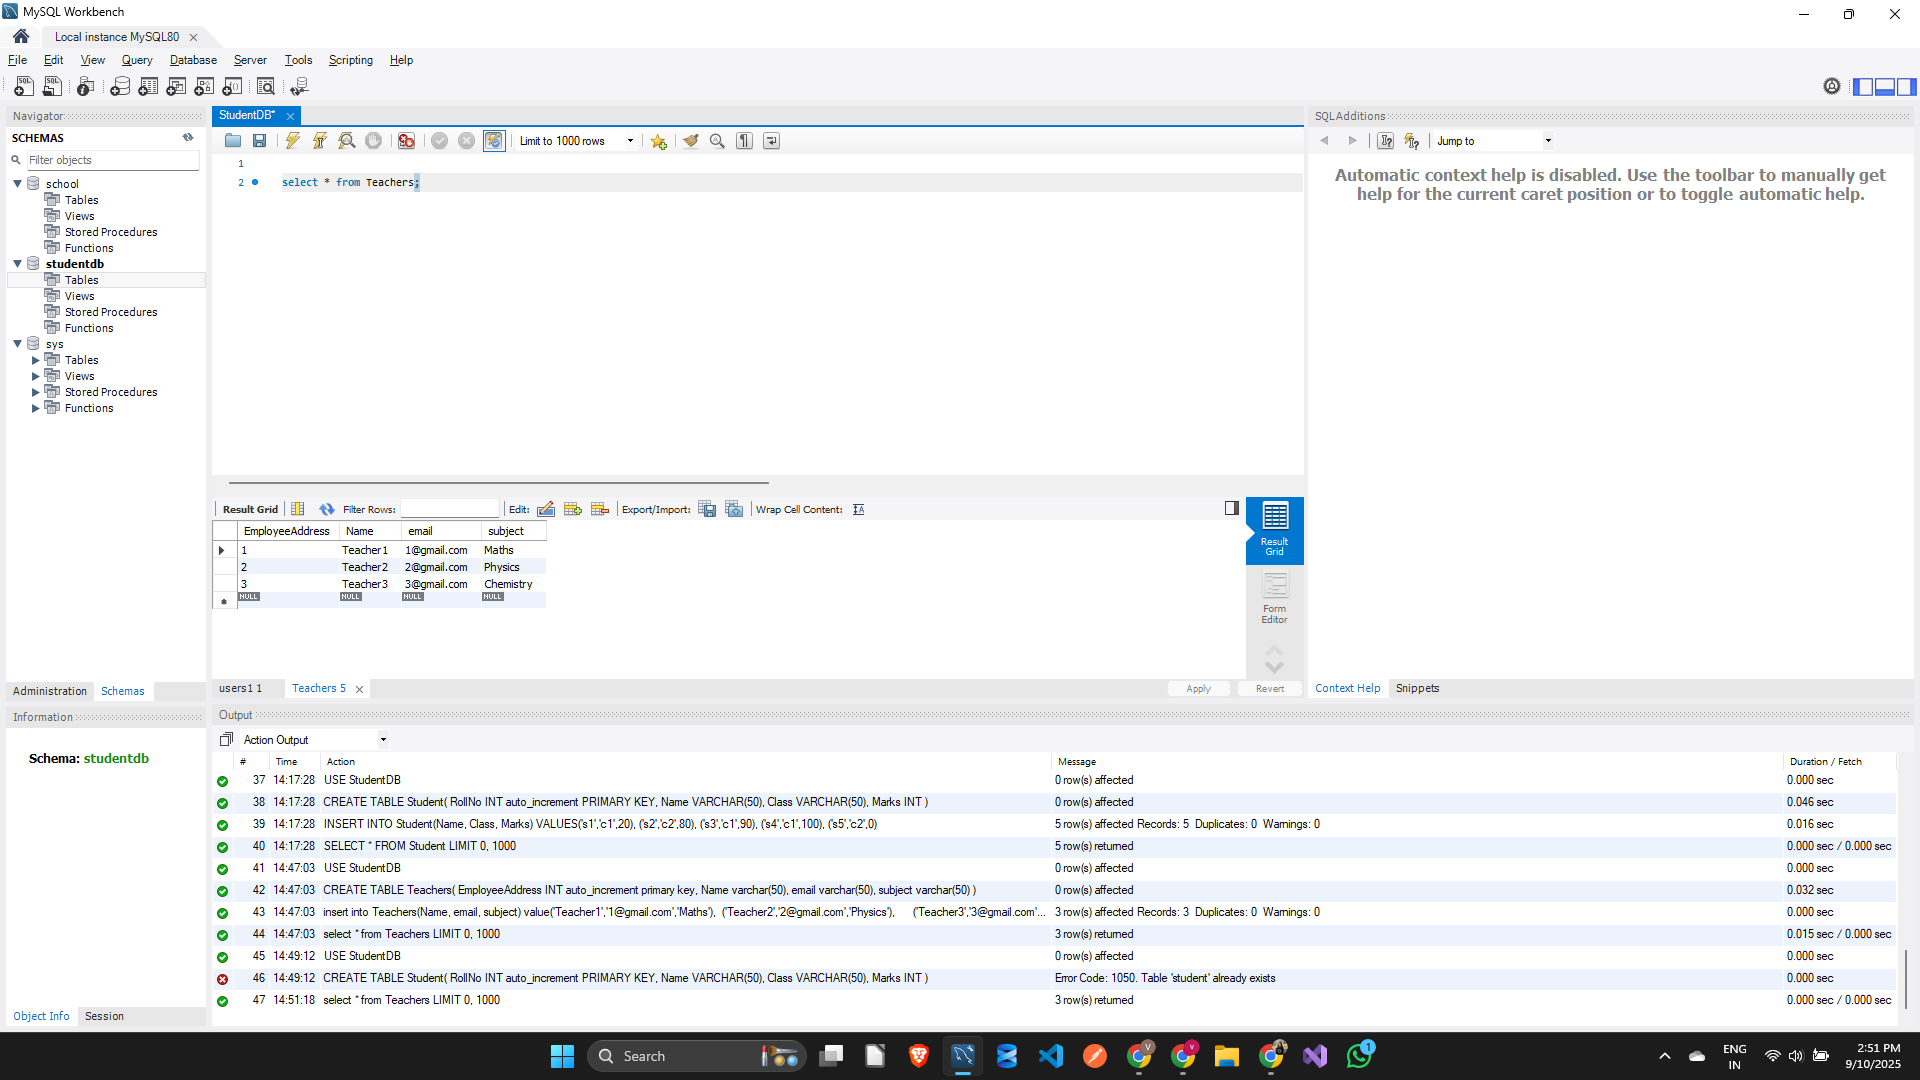 MySQL Workbench
Local instance MySQL80
File Edit View Query Database Server Tools Scripting Help
Navigator
SCHEMAS
Filter objects
school
Tables
Views
Stored Procedures
Functions
studentdb
Tables
Views
Stored Procedures
Functions
sys
Tables
Views
Stored Procedures
Functions
Administration Schemas
Information
Schema: studentdb
Object Info Session
StudentDB*
Limit to 1000 rows
1
2 select * from Teachers;
Result Grid Filter Rows: Edit: Export/Import: Wrap Cell Content:
EmployeeAddress Name email subject
1 Teacher1 1@gmail.com Maths
2 Teacher2 2@gmail.com Physics
3 Teacher3 3@gmail.com Chemistry
NULL NULL NULL NULL
Result
Grid
Form
Editor
users1 1 Teachers 5 Apply Revert
SQLAdditions
Jump to
Automatic context help is disabled. Use the toolbar to manually get
help for the current caret position or to toggle automatic help.
Context Help Snippets
Output
Action Output
# Time Action Message Duration / Fetch
37 14:17:28 USE StudentDB 0 row(s) affected 0.000 sec
38 14:17:28 CREATE TABLE Student( RollNo INT auto_increment PRIMARY KEY, Name VARCHAR(50), Class VARCHAR(50), Marks INT ) 0 row(s) affected 0.046 sec
39 14:17:28 INSERT INTO Student(Name, Class, Marks) VALUES('s1','c1',20), ('s2','c2',80), ('s3','c1',90), ('s4','c1',100), ('s5','c2',0) 5 row(s) affected Records: 5 Duplicates: 0 Warnings: 0 0.016 sec
40 14:17:28 SELECT * FROM Student LIMIT 0, 1000 5 row(s) returned 0.000 sec / 0.000 sec
41 14:47:03 USE StudentDB 0 row(s) affected 0.000 sec
42 14:47:03 CREATE TABLE Teachers( EmployeeAddress INT auto_increment primary key, Name varchar(50), email varchar(50), subject varchar(50) ) 0 row(s) affected 0.032 sec
43 14:47:03 insert into Teachers(Name, email, subject) value('Teacher1','1@gmail.com','Maths'), ('Teacher2','2@gmail.com','Physics'), ('Teacher3','3@gmail.com'... 3 row(s) affected Records: 3 Duplicates: 0 Warnings: 0 0.000 sec
44 14:47:03 select * from Teachers LIMIT 0, 1000 3 row(s) returned 0.015 sec / 0.000 sec
45 14:49:12 USE StudentDB 0 row(s) affected 0.000 sec
46 14:49:12 CREATE TABLE Student( RollNo INT auto_increment PRIMARY KEY, Name VARCHAR(50), Class VARCHAR(50), Marks INT ) Error Code: 1050. Table 'student' already exists 0.000 sec
47 14:51:18 select * from Teachers LIMIT 0, 1000 3 row(s) returned 0.000 sec / 0.000 sec
Search
1
ENG
IN
2:51 PM
9/10/2025